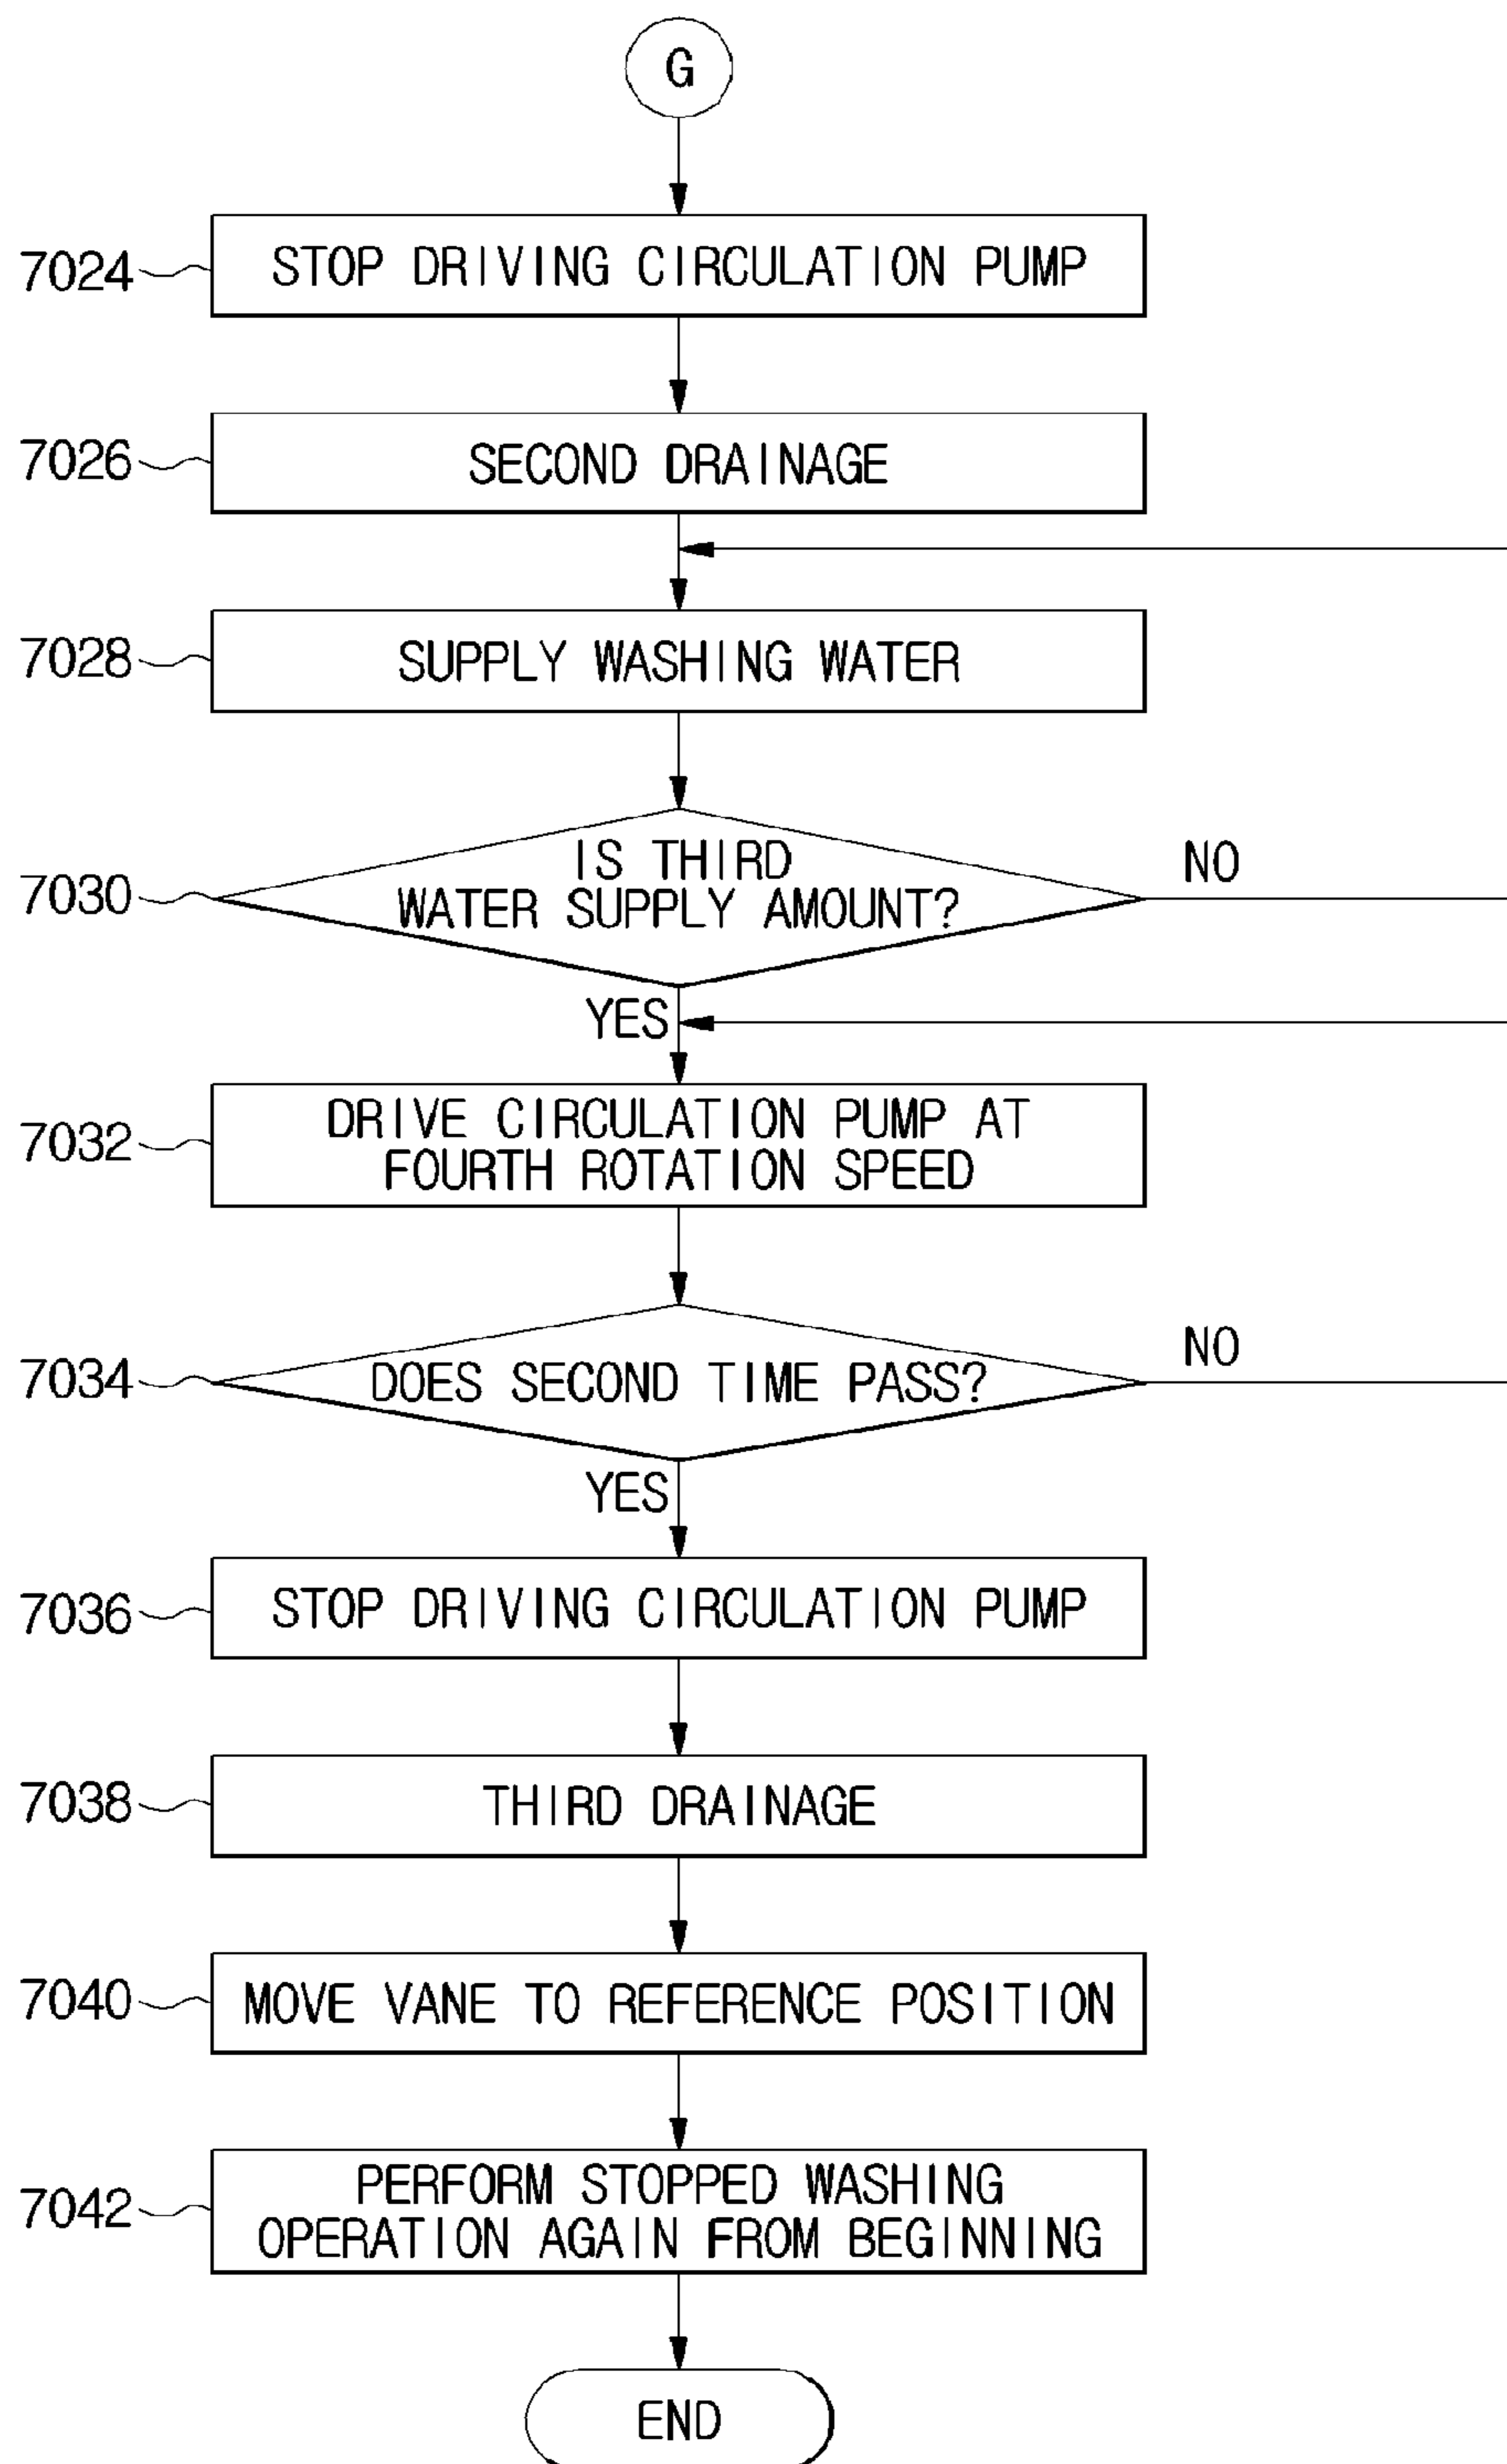 G
7024
STOP DRIVING CIRCULATION PUMP
7026
SECOND DRAINAGE
7028
SUPPLY WASHING WATER
7030
IS THIRD
WATER SUPPLY AMOUNT?
NO
YES
7032
DRIVE CIRCULATION PUMP AT
FOURTH ROTATION SPEED
7034
DOES SECOND TIME PASS?
NO
YES
7036
STOP DRIVING CIRCULATION PUMP
7038
THIRD DRAINAGE
7040
MOVE VANE TO REFERENCE POSITION
7042
PERFORM STOPPED WASHING
OPERATION AGAIN FROM BEGINNING
END